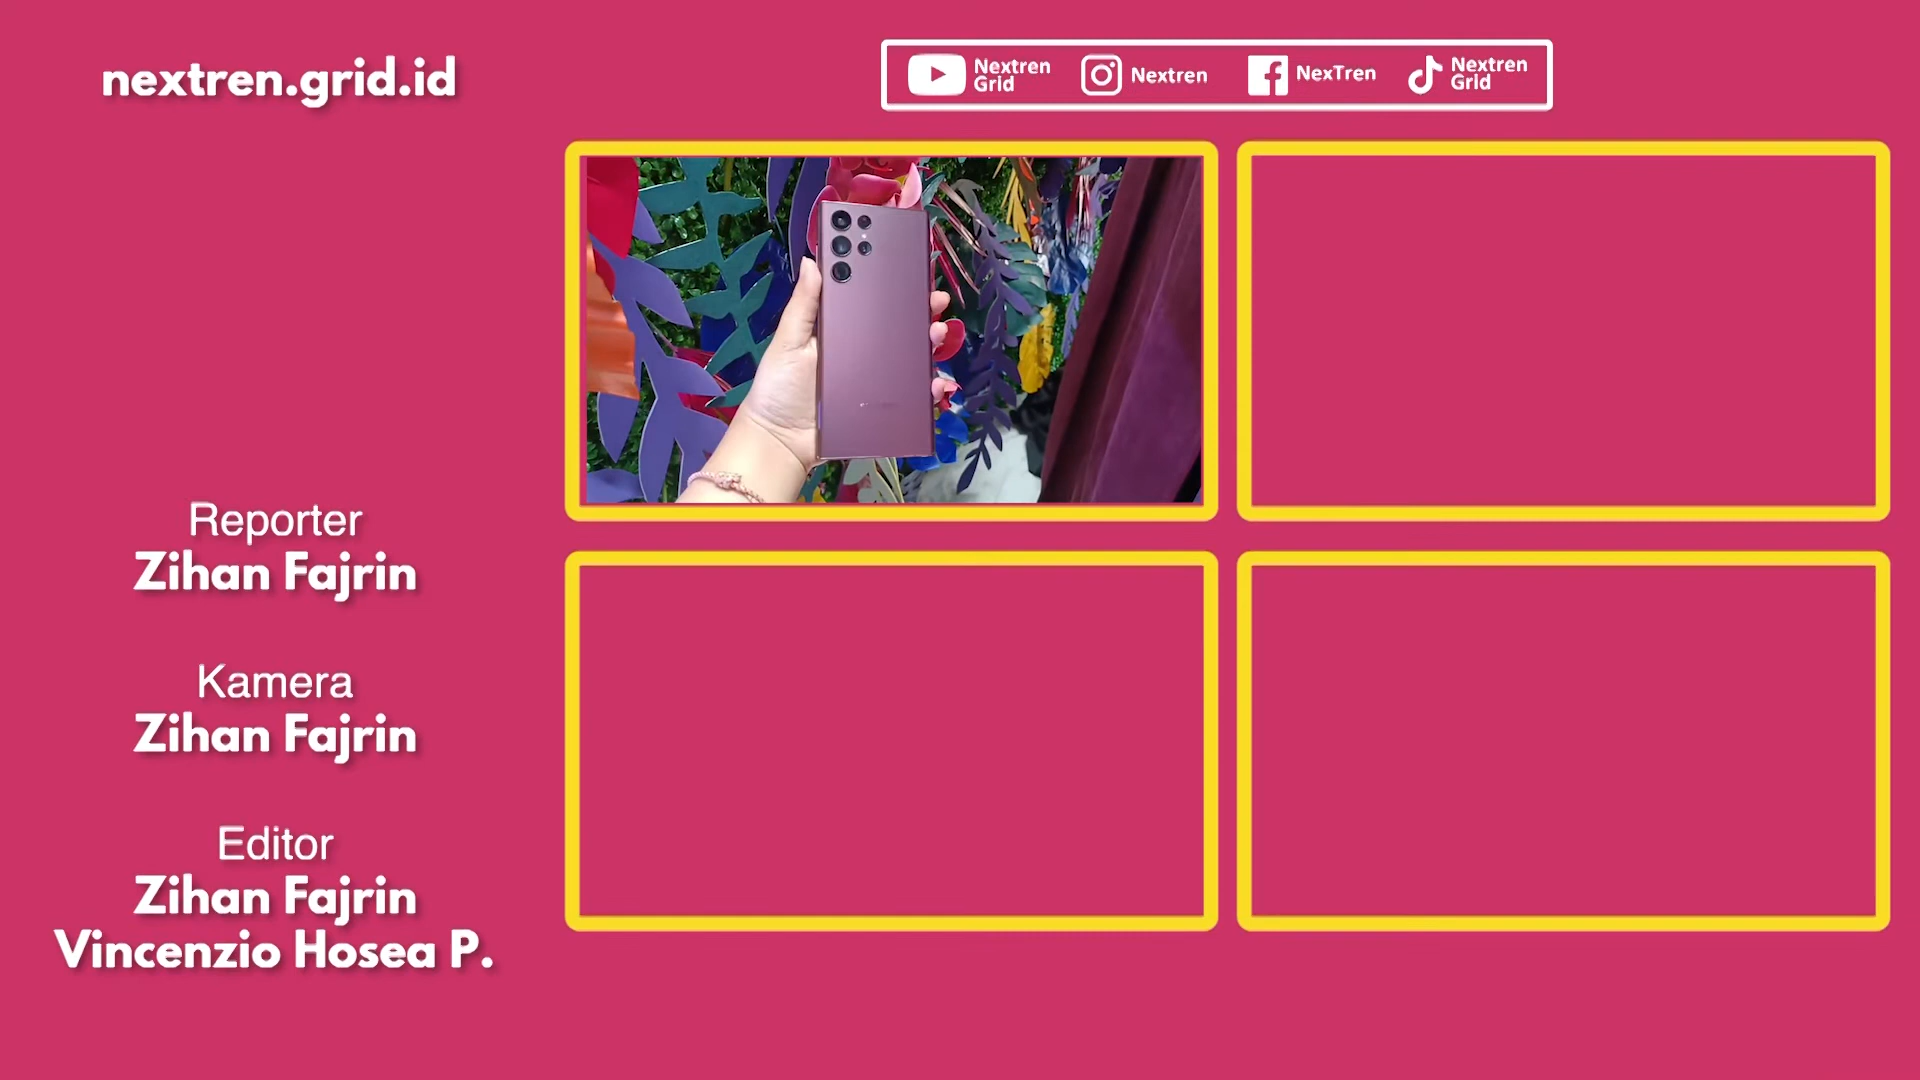 nextren.grid.id
Nextren
Grid
Nextren
NexTren
Nextren
Grid
Reporter
Zihan Fajrin
Kamera
Zihan Fajrin
Editor
Zihan Fajrin
Vincenzio Hosea P.